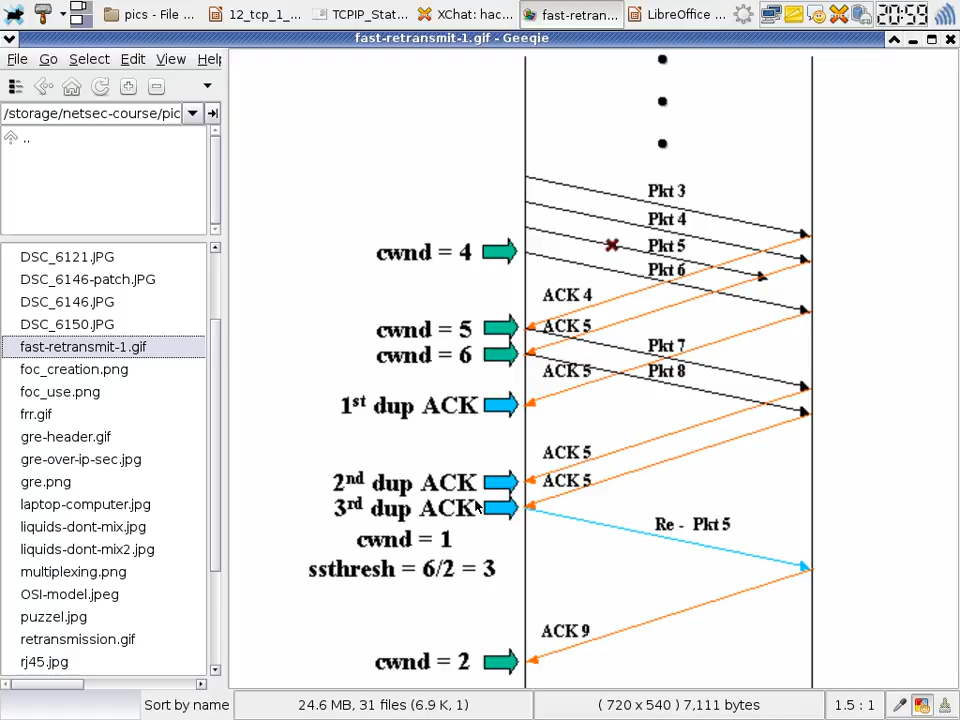 pics - File ...
12_tcp_1_...
TCPIP_Stat...
XChat: hac...
fast-retran...
LibreOffice ...
20:59
fast-retransmit-1.gif - Geeqie
File Go Select Edit View Help
/storage/netsec-course/pic
..
DSC_6121.JPG
DSC_6146-patch.JPG
DSC_6146.JPG
DSC_6150.JPG
fast-retransmit-1.gif
foc_creation.png
foc_use.png
frr.gif
gre-header.gif
gre-over-ip-sec.jpg
gre.png
laptop-computer.jpg
liquids-dont-mix.jpg
liquids-dont-mix2.jpg
multiplexing.png
OSI-model.jpeg
puzzel.jpg
retransmission.gif
rj45.jpg
Pkt 3
Pkt 4
Pkt 5
cwnd = 4
Pkt 6
ACK 4
cwnd = 5
ACK 5
Pkt 7
cwnd = 6
ACK 5
Pkt 8
1st dup ACK
ACK 5
2nd dup ACK
ACK 5
3rd dup ACK
Re - Pkt 5
cwnd = 1
ssthresh = 6/2 = 3
ACK 9
cwnd = 2
Sort by name
24.6 MB, 31 files (6.9 K, 1)
( 720 x 540 ) 7,111 bytes
1.5 : 1